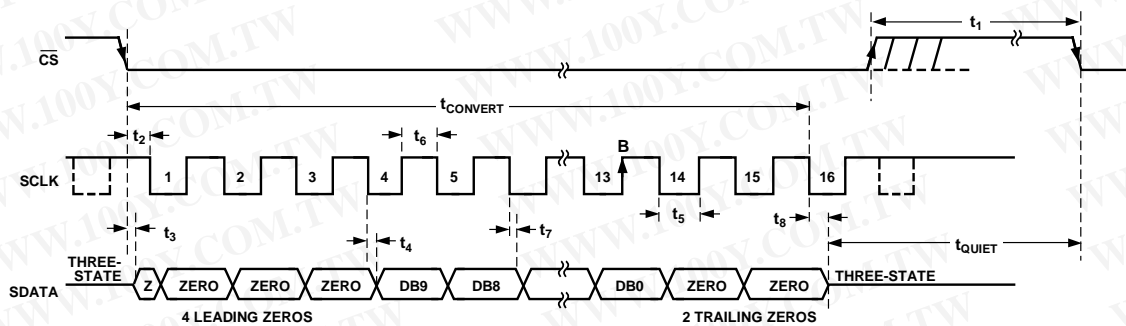 t1
CS
tCONVERT
t2
t6
B
SCLK
1 2 3 4 5 13 14 15 16
t3
t4
t7
t5
t8
tQUIET
THREE-
STATE
THREE-STATE
SDATA
Z ZERO ZERO ZERO DB9 DB8 DB0 ZERO ZERO
4 LEADING ZEROS
2 TRAILING ZEROS
WWW.100Y.COM.TW